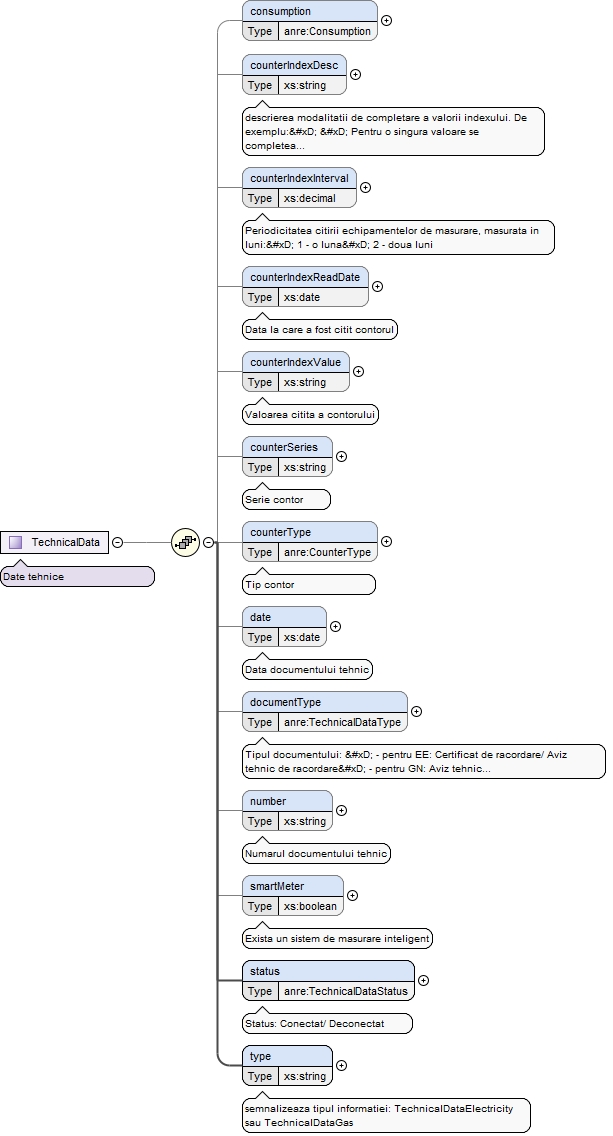 consumption
Type anre:Consumption
counterIndexDesc
Type xs:string
descrierea modalitatii de completare a valorii indexului. De
exemplu:&#xD; &#xD; Pentru o singura valoare se
completea...
counterIndexInterval
Type xs:decimal
Periodicitatea citirii echipamentelor de masurare, masurata in
luni:&#xD; 1 - o luna&#xD; 2 - doua luni
counterIndexReadDate
Type xs:date
Data la care a fost citit contorul
counterIndexValue
Type xs:string
Valoarea citita a contorului
counterSeries
Type xs:string
Serie contor
TechnicalData
Date tehnice
counterType
Type anre:CounterType
Tip contor
date
Type xs:date
Data documentului tehnic
documentType
Type anre:TechnicalDataType
Tipul documentului: &#xD; - pentru EE: Certificat de racordare/ Aviz
tehnic de racordare&#xD; - pentru GN: Aviz tehnic...
number
Type xs:string
Numarul documentului tehnic
smartMeter
Type xs:boolean
Exista un sistem de masurare inteligent
status
Type anre:TechnicalDataStatus
Status: Conectat/ Deconectat
type
Type xs:string
semnalizeaza tipul informatiei: TechnicalDataElectricity
sau TechnicalDataGas